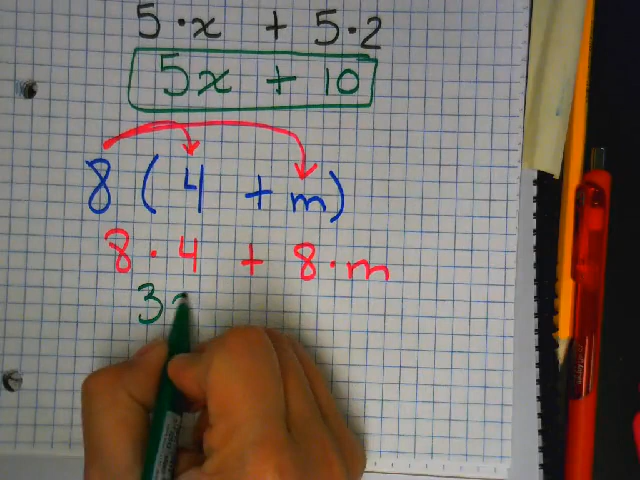 5·x + 5·2
5x + 10
8 (4 + m)
8·4 + 8·m
3